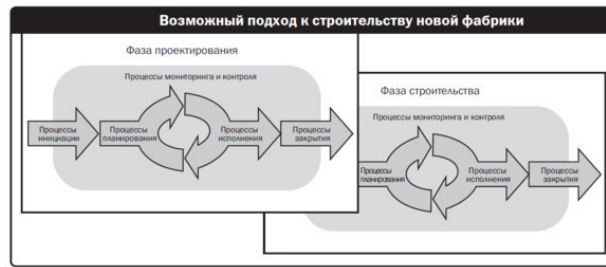 Возможный подход к строительству новой фабрики
Фаза проектирования
Процессы мониторинга и контроля
Процессы
инициации
Процессы
планирования
Процессы
исполнения
Процессы
закрытия
Фаза строительства
Процессы мониторинга и контроля
Процессы
планирования
Процессы
исполнения
Процессы
закрытия